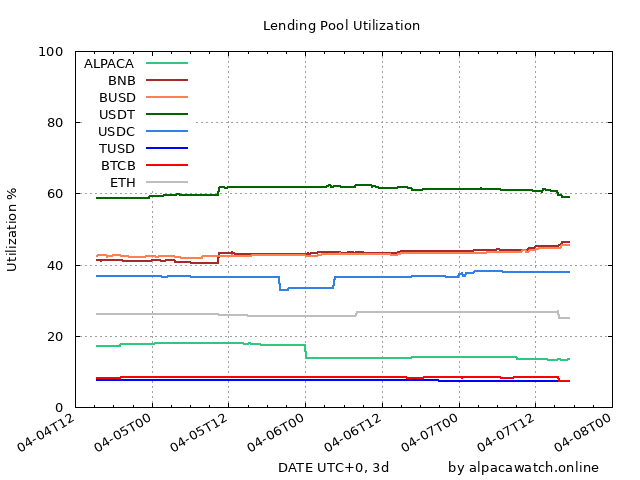 Lending Pool Utilization
Utilization %
100
80
60
40
20
0
ALPACA
BNB
BUSD
USDT
USDC
TUSD
BTCB
ETH
04-04T12
04-05T00
04-05T12
04-06T00
04-06T12
04-07T00
04-07T12
04-08T00
DATE UTC+0, 3d
by alpacawatch.online